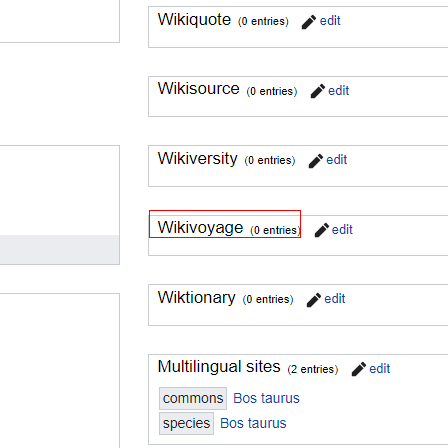 Wikiquote (0 entries) edit
Wikisource (0 entries) edit
Wikiversity (0 entries) edit
Wikivoyage (0 entries) edit
Wiktionary (0 entries) edit
Multilingual sites (2 entries) edit
commons Bos taurus
species Bos taurus